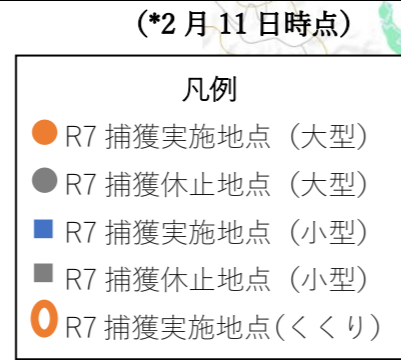 (*2月11日時点)
凡例
R7 捕獲実施地点（大型）
R7 捕獲休止地点（大型）
R7 捕獲実施地点（小型）
R7 捕獲休止地点（小型）
R7 捕獲実施地点(くくり)